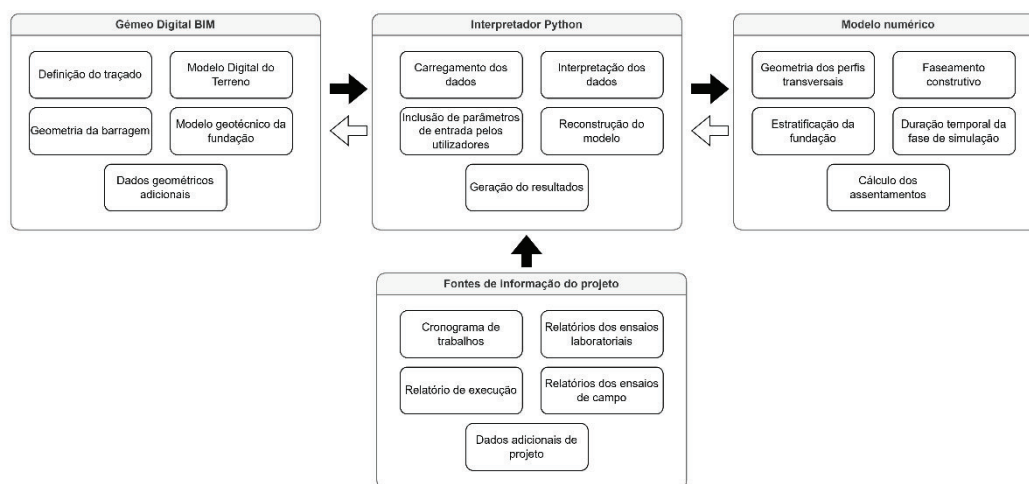 Gémeo Digital BIM
Definição do traçado
Modelo Digital do
Terreno
Geometria da barragem
Modelo geotécnico da
fundação
Dados geométricos
adicionais
Interpretador Python
Carregamento dos
dados
Interpretação dos
dados
Inclusão de parâmetros
de entrada pelos
utilizadores
Reconstrução do
modelo
Geração do resultados
Modelo numérico
Geometria dos perfis
transversais
Faseamento
construtivo
Estratificação da
fundação
Duração temporal da
fase de simulação
Cálculo dos
assentamentos
Fontes de informação do projeto
Cronograma de
trabalhos
Relatórios dos ensaios
laboratoriais
Relatório de execução
Relatórios dos ensaios
de campo
Dados adicionais de
projeto